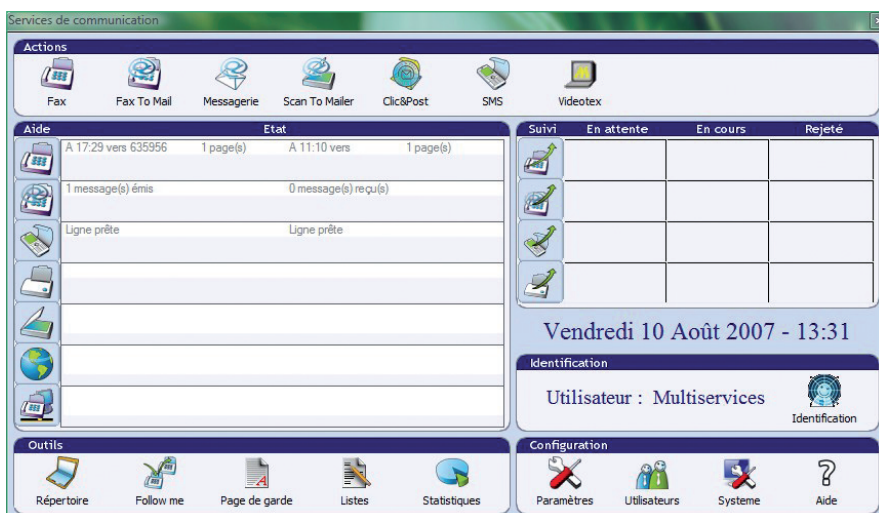 Services de communication
Actions
Fax Fax To Mail Messagerie Scan To Mailer Clic&Post SMS Videotex
Aide Etat
A 17:29 vers 635956 1 page(s) A 11:10 vers 1 page(s)
1 message(s) émis 0 message(s) reçu(s)
Ligne prête Ligne prête
Suivi En attente En cours Rejeté
Vendredi 10 Août 2007 - 13:31
Identification
Utilisateur : Multiservices
Identification
Outils
Répertoire Follow me Page de garde Listes Statistiques
Configuration
Paramètres Utilisateurs Systeme Aide